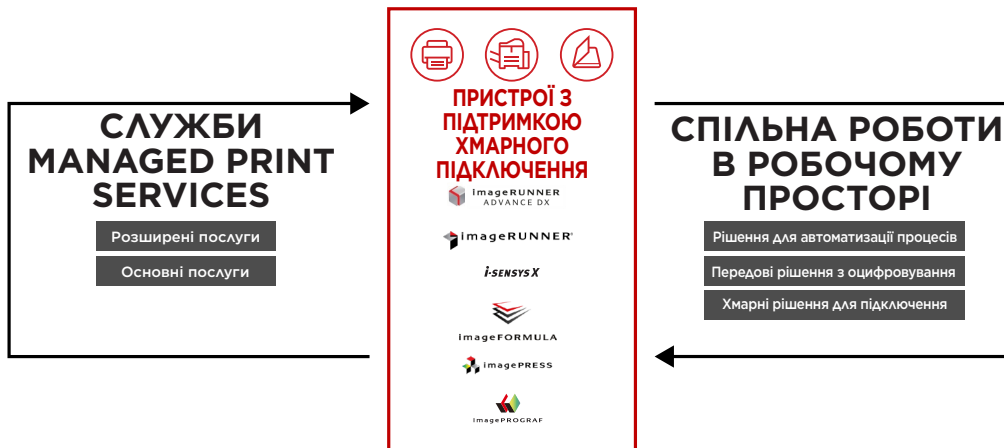 СЛУЖБИ
MANAGED PRINT
SERVICES
Розширені послуги
Основні послуги
ПРИСТРОЇ З
ПІДТРИМКОЮ
ХМАРНОГО
ПІДКЛЮЧЕННЯ
imageRUNNER
ADVANCE DX
imageRUNNER
i-SENSYS X
imageFORMULA
imagePRESS
imagePROGRAF
СПІЛЬНА РОБОТИ
В РОБОЧОМУ
ПРОСТОРІ
Рішення для автоматизації процесів
Передові рішення з оцифровування
Хмарні рішення для підключення